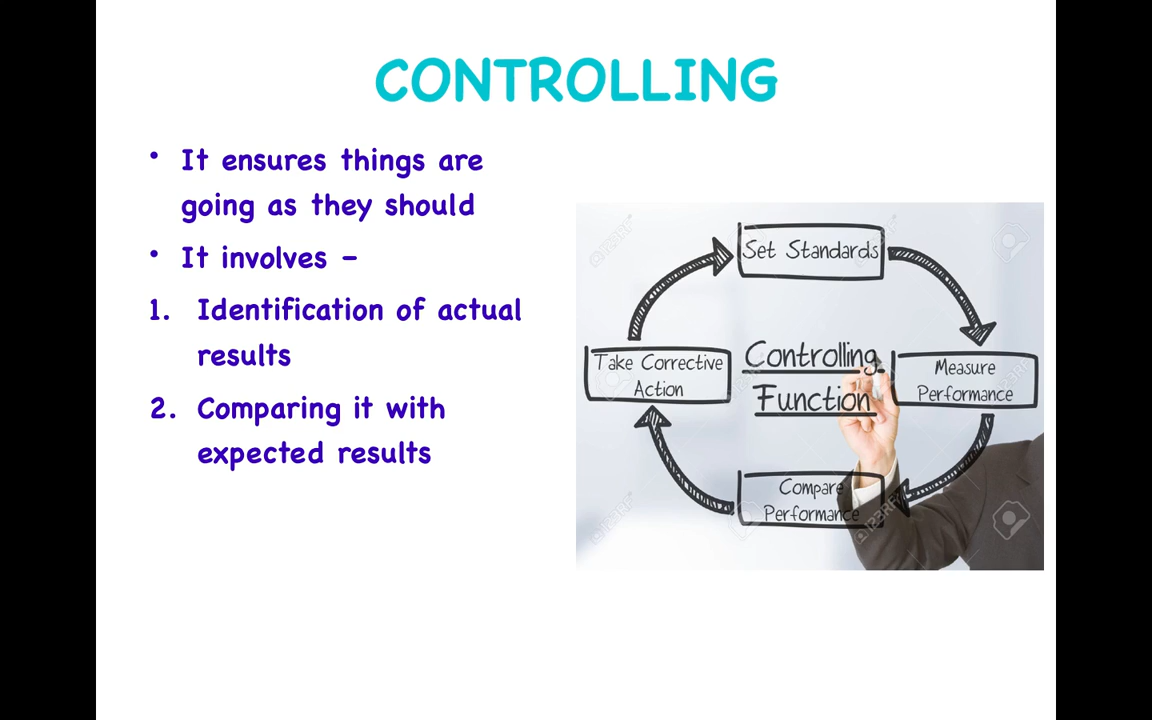 CONTROLLING
• It ensures things are
going as they should
• It involves –
1. Identification of actual
results
2. Comparing it with
expected results
Set Standards
Take Corrective
Action
Controlling
Function
Measure
Performance
Compare
Performance
123RF